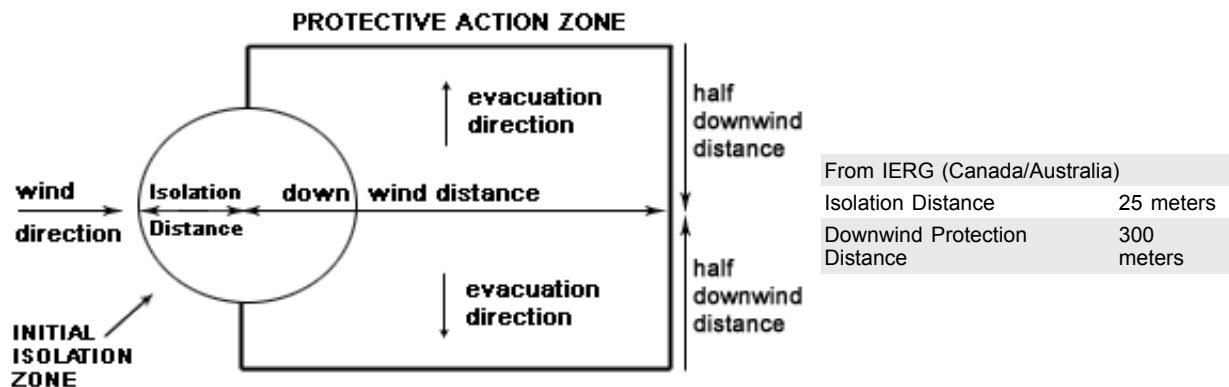 PROTECTIVE ACTION ZONE
evacuation
direction
half
downwind
distance
wind
direction
Isolation
Distance
down wind distance
evacuation
direction
half
downwind
distance
INITIAL
ISOLATION
ZONE
From IERG (Canada/Australia)
Isolation Distance 25 meters
Downwind Protection 300
Distance meters